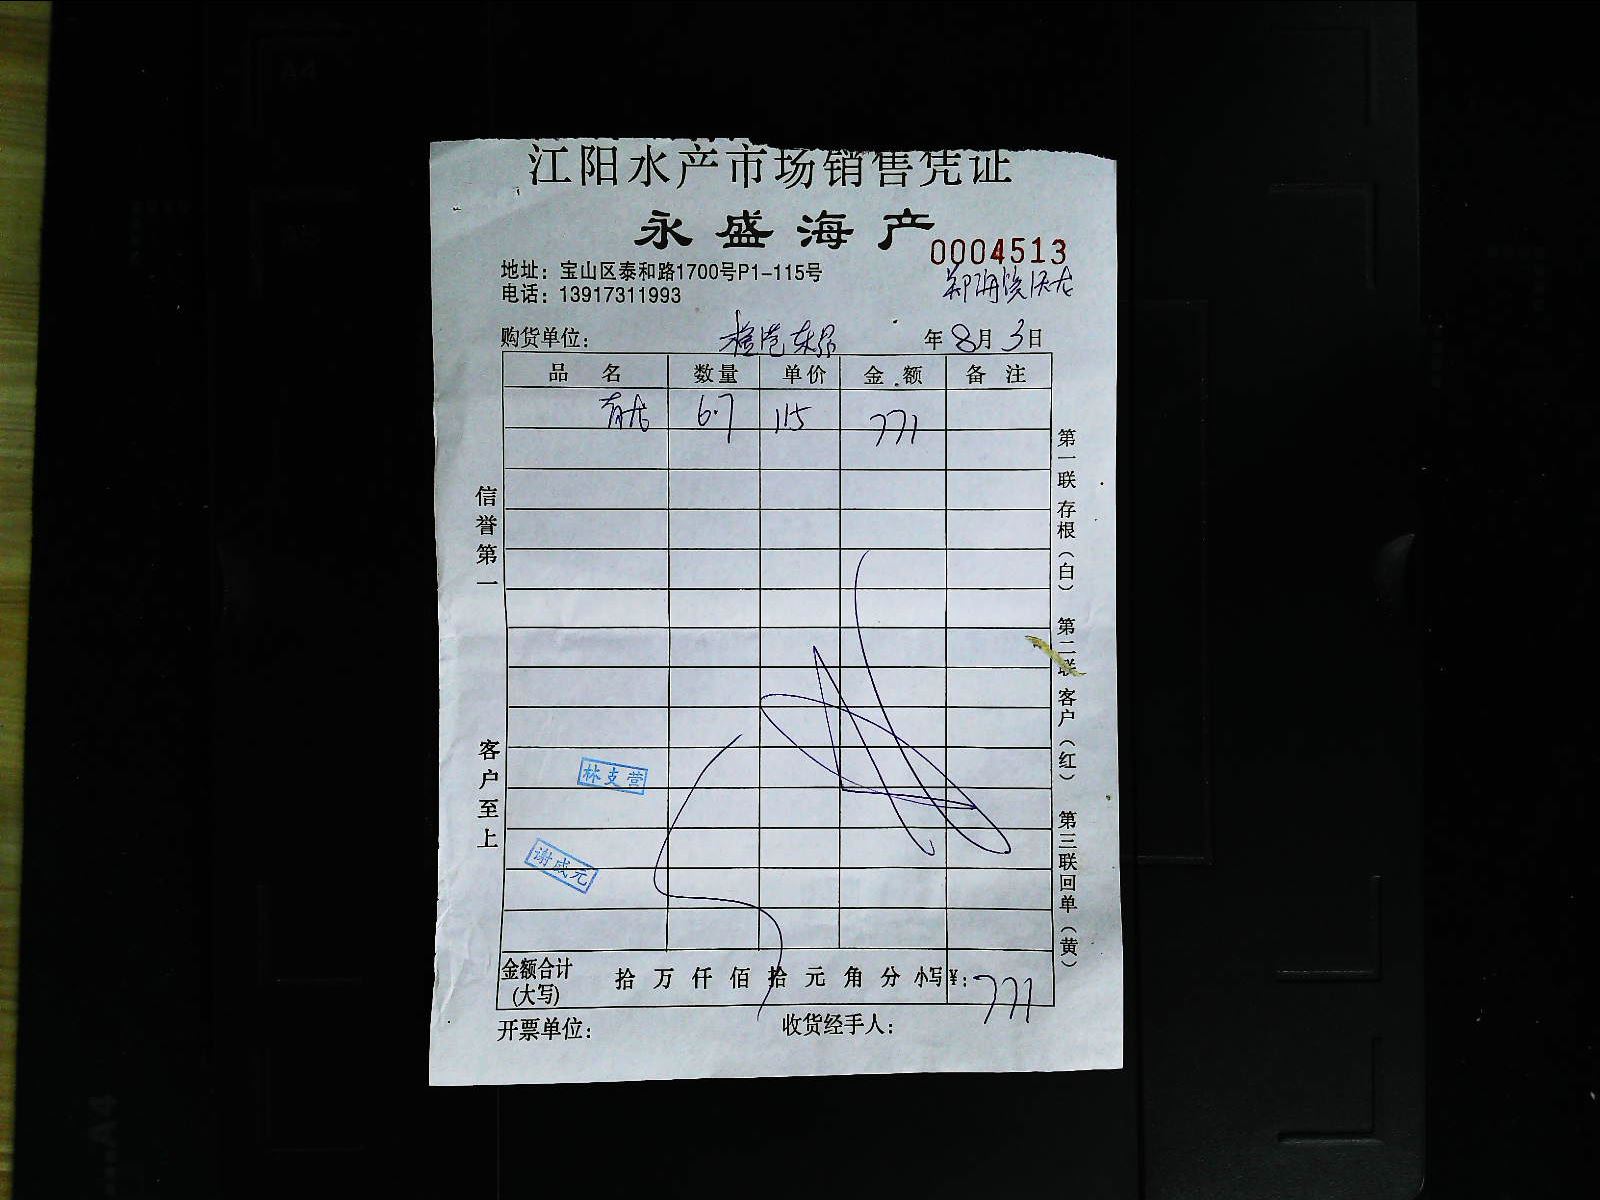 江阳水产市场销售凭证
永盛海产
0004513
地址：宝山区泰和路1700号P1-115号
电话：13917311993
购货单位： 年 8月 3日
品 名 数量 单价 金 额 备 注
青龙 6.7 115 771
信誉第一
客户至上
第一联 存根（白） 第二联 客户（红） 第三联 回单（黄）
林支营
谢成元
金额合计 拾 万 仟 佰 拾 元 角 分 小写¥： 771
(大写)
开票单位： 收货经手人：